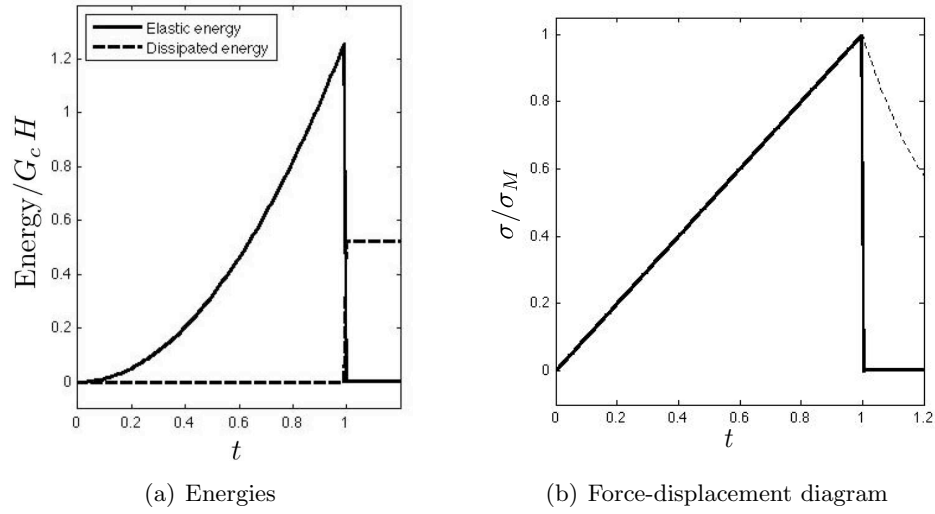 Elastic energy
Dissipated energy
Energy/G_c H
1.2
1
0.8
0.6
0.4
0.2
0
0 0.2 0.4 0.6 0.8 1
t
(a) Energies
σ/σ_M
1
0.8
0.6
0.4
0.2
0
0 0.2 0.4 0.6 0.8 1 1.2
t
(b) Force-displacement diagram